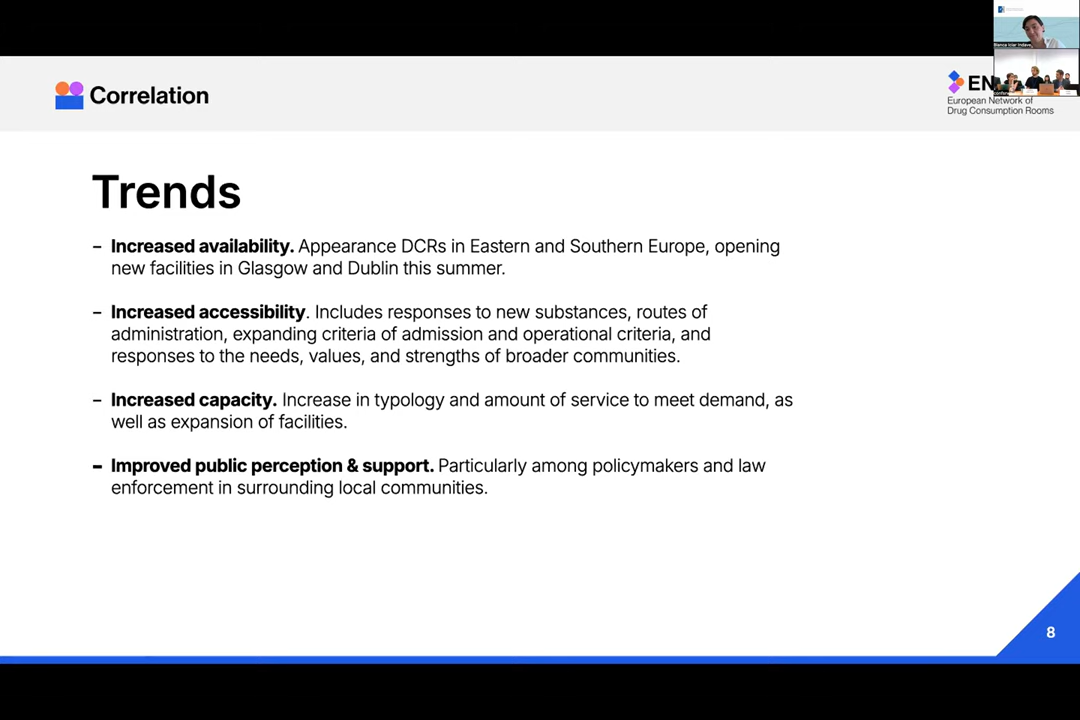 Correlation
EN
European Network of
Drug Consumption Rooms
Trends
– Increased availability. Appearance DCRs in Eastern and Southern Europe, opening
new facilities in Glasgow and Dublin this summer.
– Increased accessibility. Includes responses to new substances, routes of
administration, expanding criteria of admission and operational criteria, and
responses to the needs, values, and strengths of broader communities.
– Increased capacity. Increase in typology and amount of service to meet demand, as
well as expansion of facilities.
– Improved public perception & support. Particularly among policymakers and law
enforcement in surrounding local communities.
8